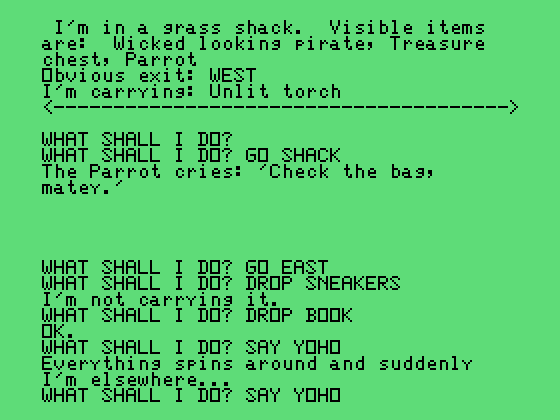 I'm in a grass shack.  Visible items
are:  Wicked looking pirate, Treasure
chest, Parrot
Obvious exit: WEST
I'm carrying: Unlit torch
<-------------------------------------->
WHAT SHALL I DO?
WHAT SHALL I DO? GO SHACK
The Parrot cries: 'Check the bag,
matey.'
WHAT SHALL I DO? GO EAST
WHAT SHALL I DO? DROP SNEAKERS
I'm not carrying it.
WHAT SHALL I DO? DROP BOOK
OK.
WHAT SHALL I DO? SAY YOHO
Everything spins around and suddenly
I'm elsewhere...
WHAT SHALL I DO? SAY YOHO